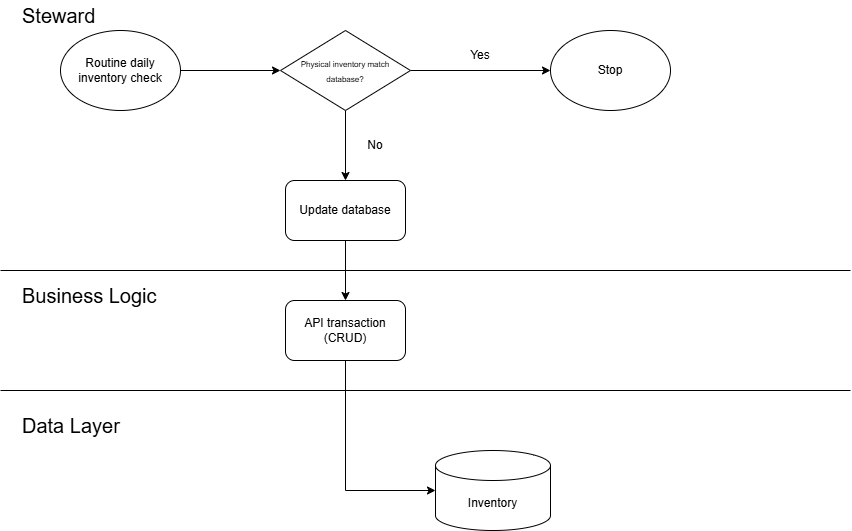 Steward
Routine daily
inventory check
Physical inventory match
database?
Yes
Stop
No
Update database
Business Logic
API transaction
(CRUD)
Data Layer
Inventory